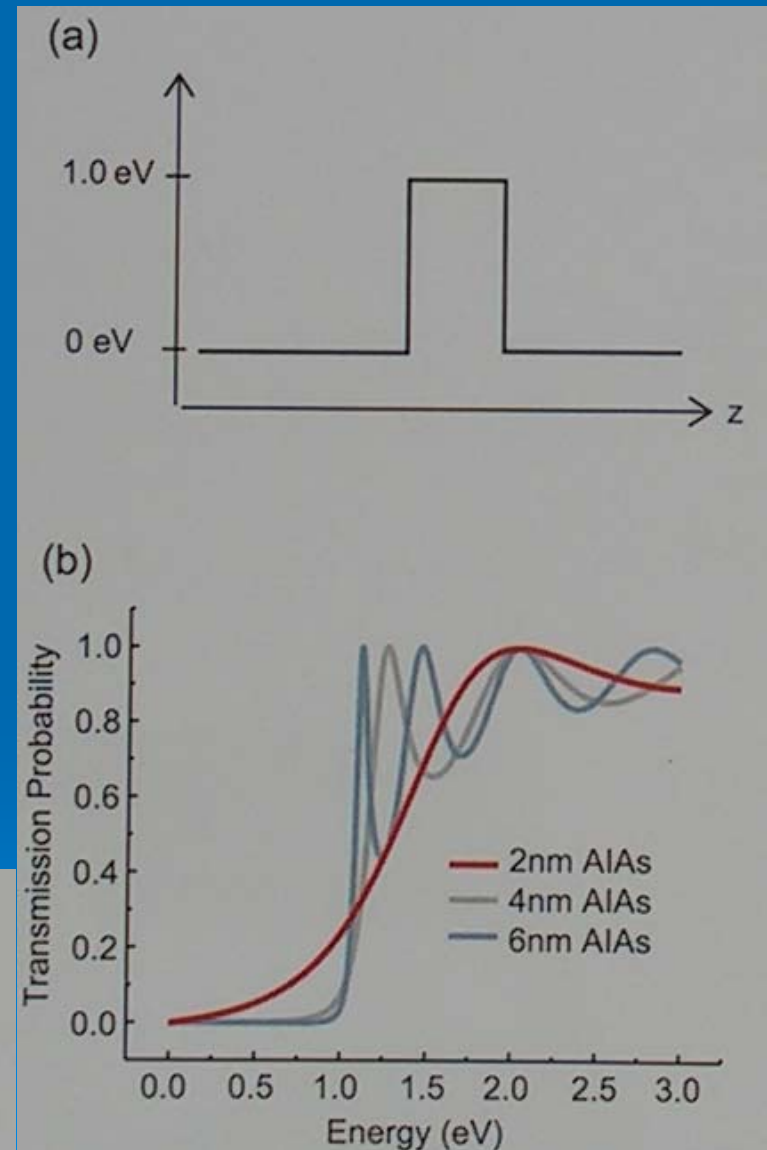 (a)
1.0 eV
0 eV
z
(b)
Transmission Probability
1.0
0.8
0.6
0.4
0.2
0.0
2nm AlAs
4nm AlAs
6nm AlAs
0.0 0.5 1.0 1.5 2.0 2.5 3.0
Energy (eV)